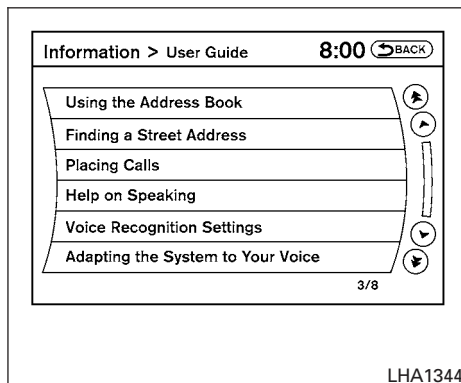 Information > User Guide 8:00 BACK
Using the Address Book
Finding a Street Address
Placing Calls
Help on Speaking
Voice Recognition Settings
Adapting the System to Your Voice
3/8
LHA1344